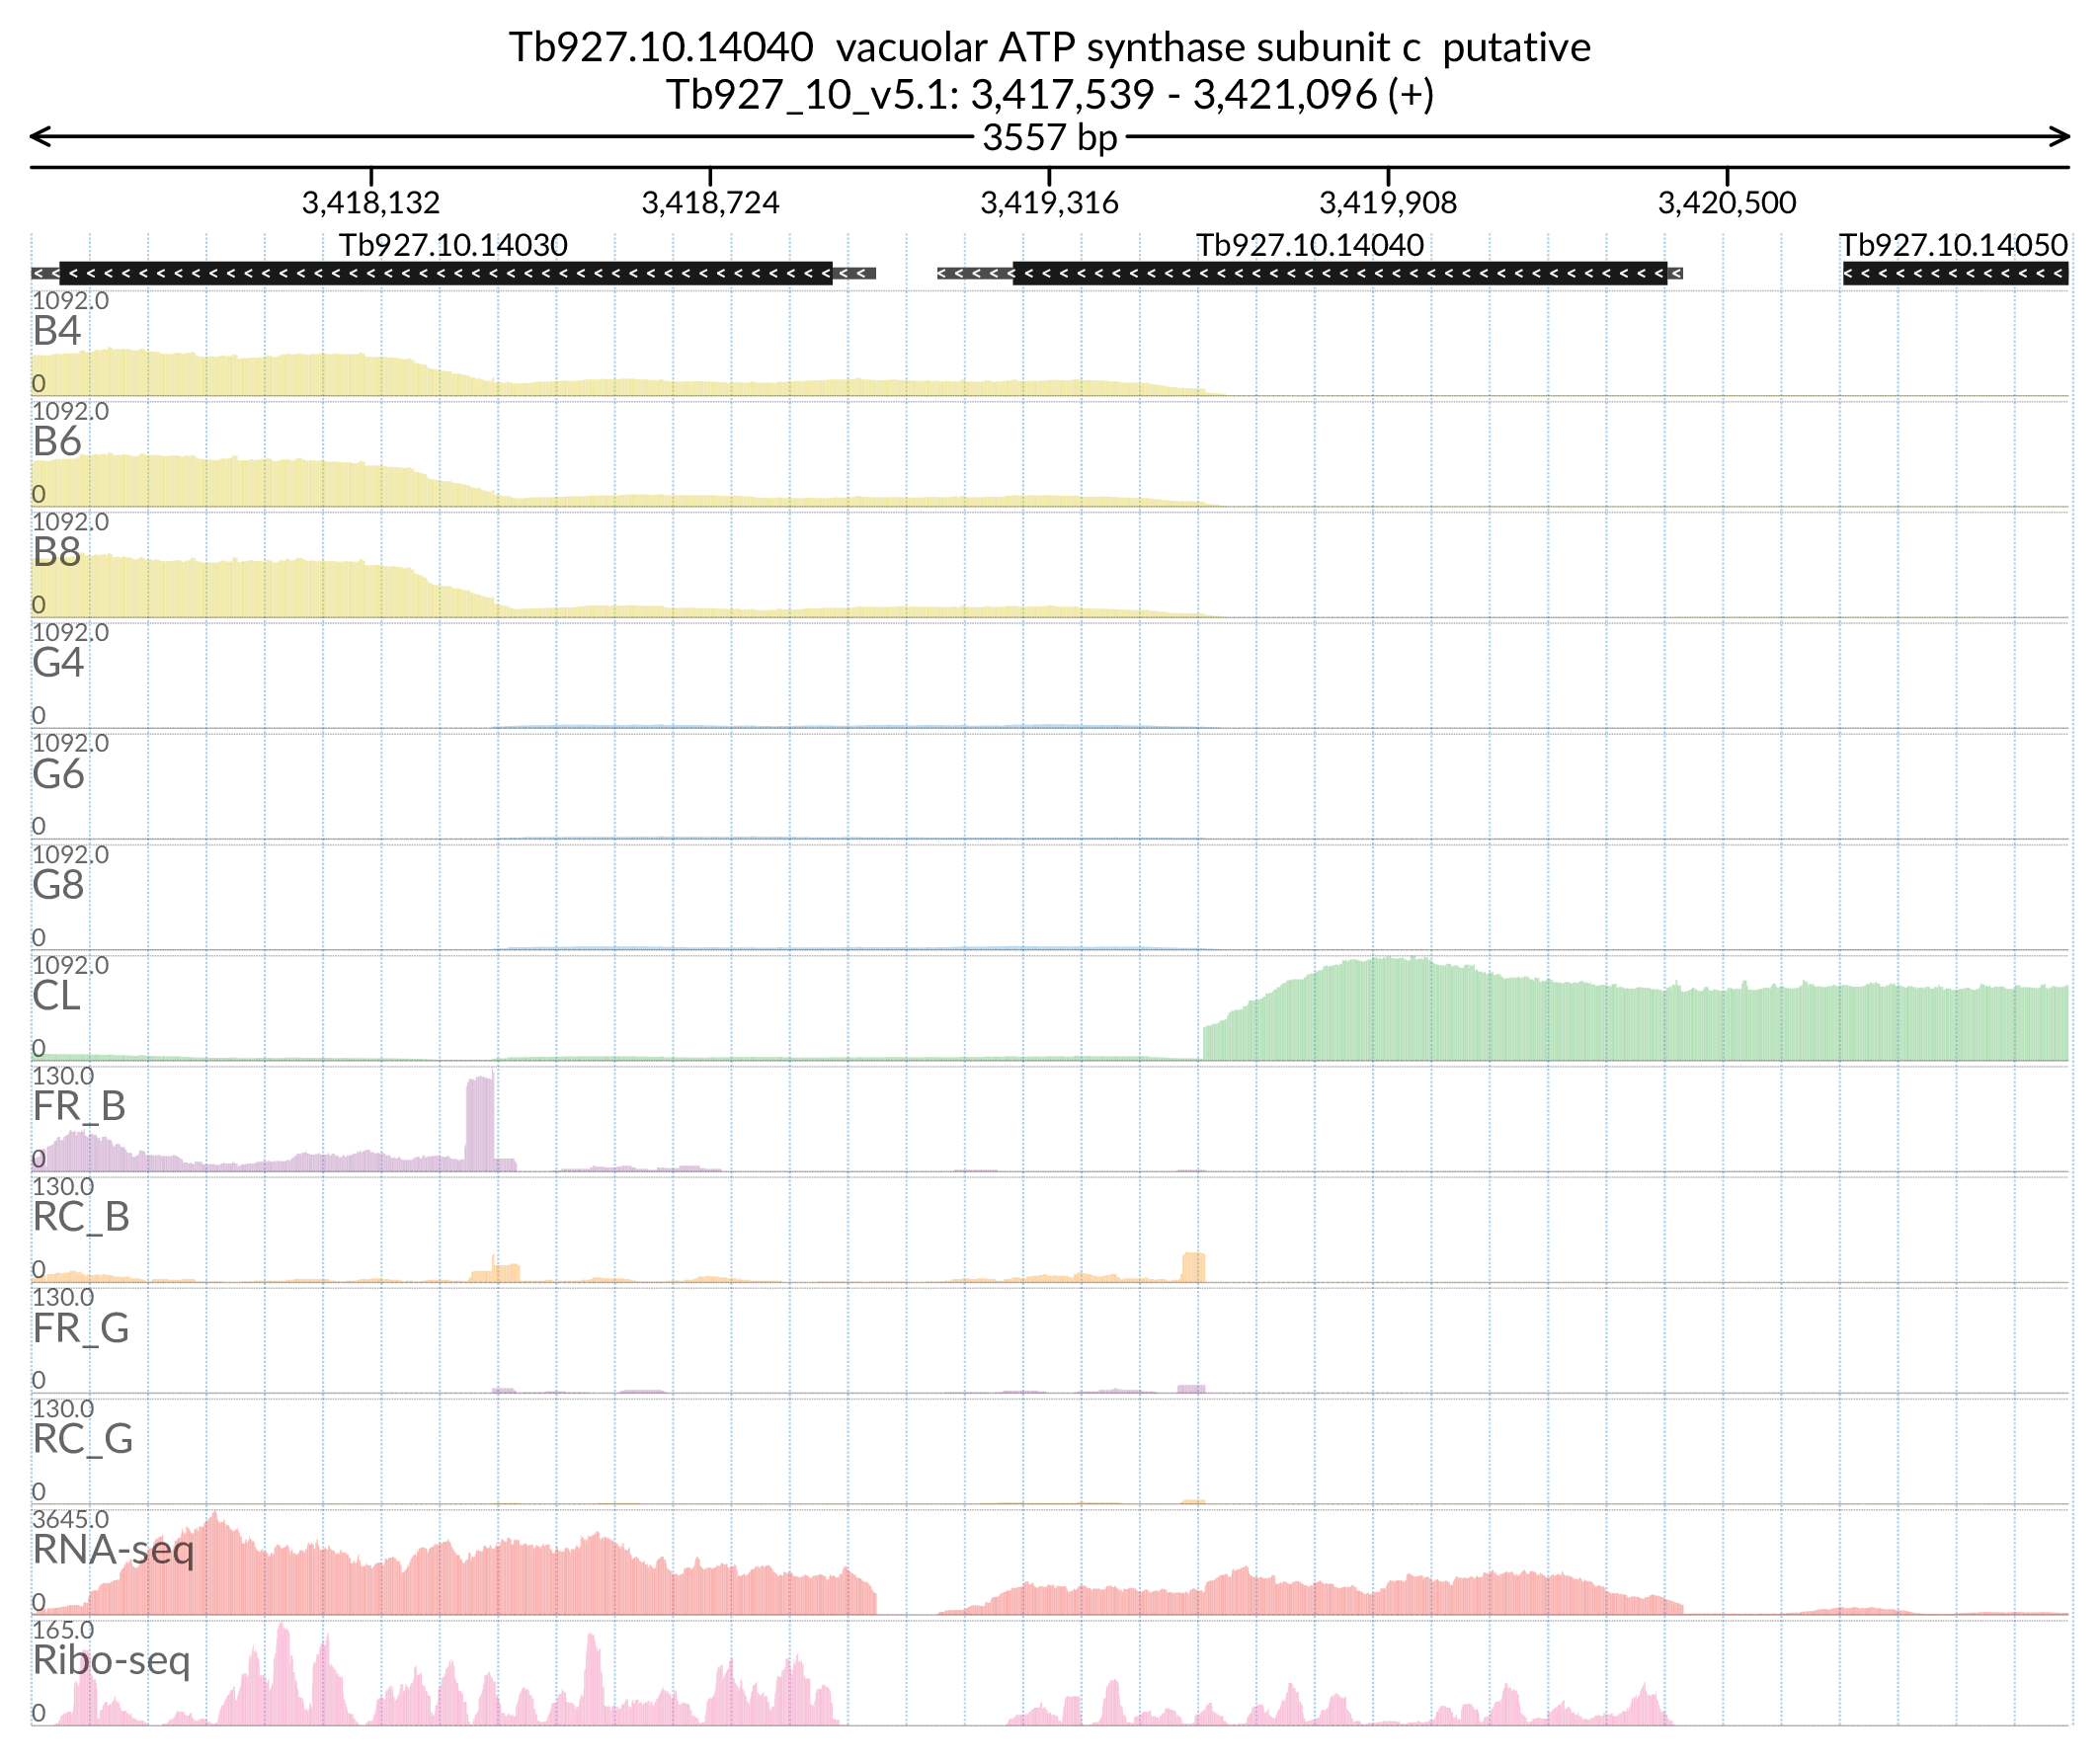 Tb927.10.14040 vacuolar ATP synthase subunit c putative
Tb927_10_v5.1: 3,417,539 - 3,421,096 (+)
3557 bp
3,418,132 3,418,724 3,419,316 3,419,908 3,420,500
Tb927.10.14030 Tb927.10.14040 Tb927.10.14050
1092.0
B4
0
1092.0
B6
0
1092.0
B8
0
1092.0
G4
0
1092.0
G6
0
1092.0
G8
0
1092.0
CL
0
130.0
FR_B
0
130.0
RC_B
0
130.0
FR_G
0
130.0
RC_G
0
3645.0
RNA-seq
0
165.0
Ribo-seq
0